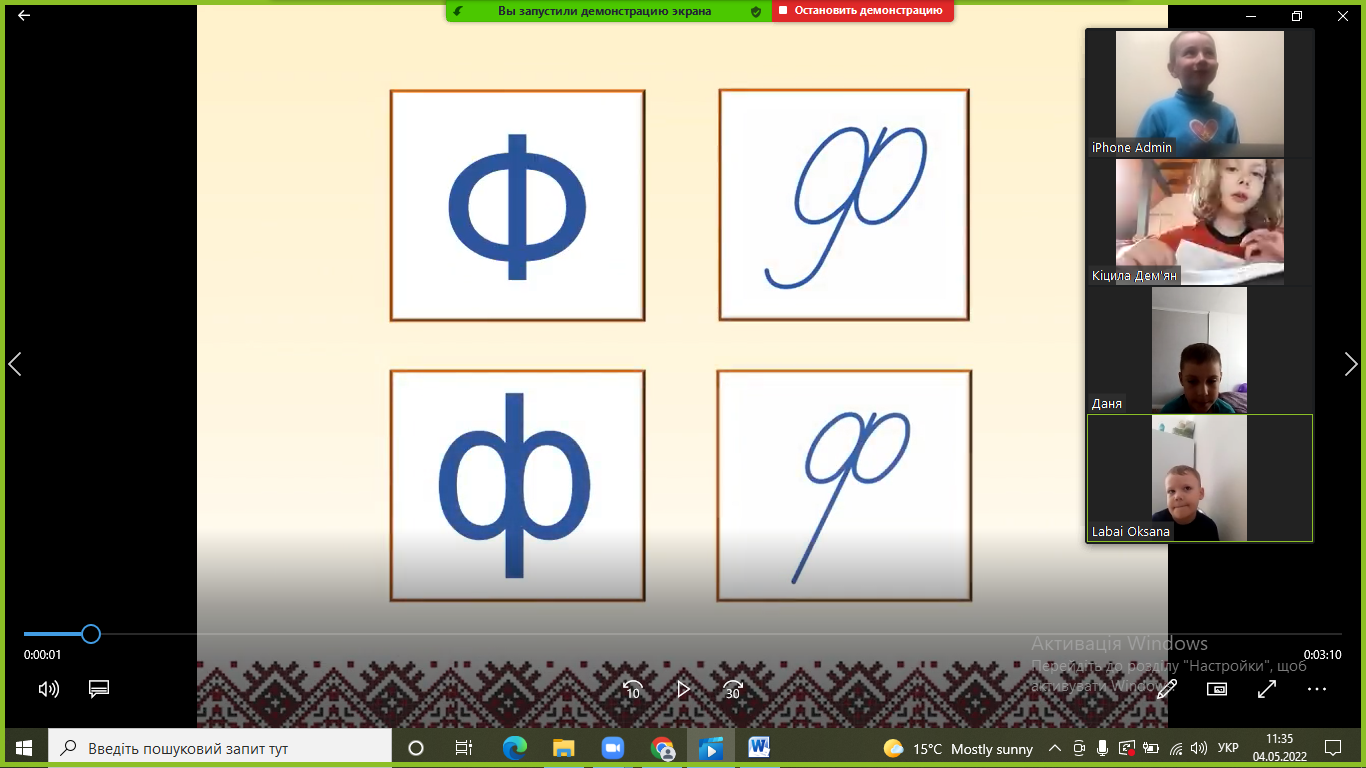 Вы запустили демонстрацию экрана
Остановить демонстрацию
Ф ф
ф ф
iPhone Admin
Кіцила Дем'ян
Даня
Labai Oksana
0:00:01
0:03:10
10
30
Активація Windows
Перейдіть до розділу "Настройки", щоб
активувати Windows
Введіть пошуковий запит тут
15°C Mostly sunny
УКР
11:35
04.05.2022